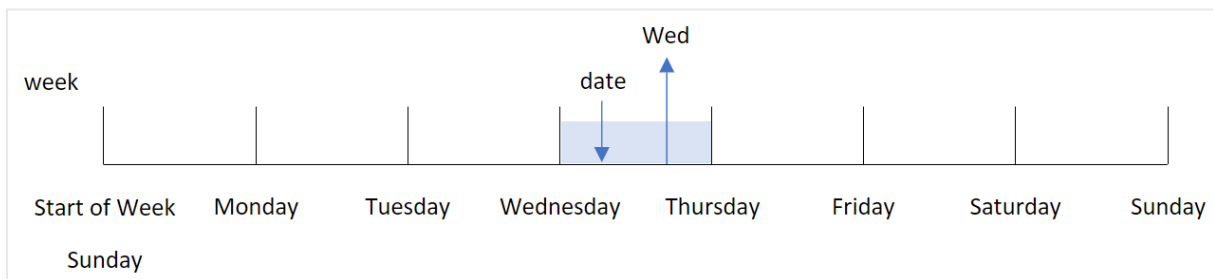 Wed
week
date
Start of Week Monday Tuesday Wednesday Thursday Friday Saturday Sunday
Sunday